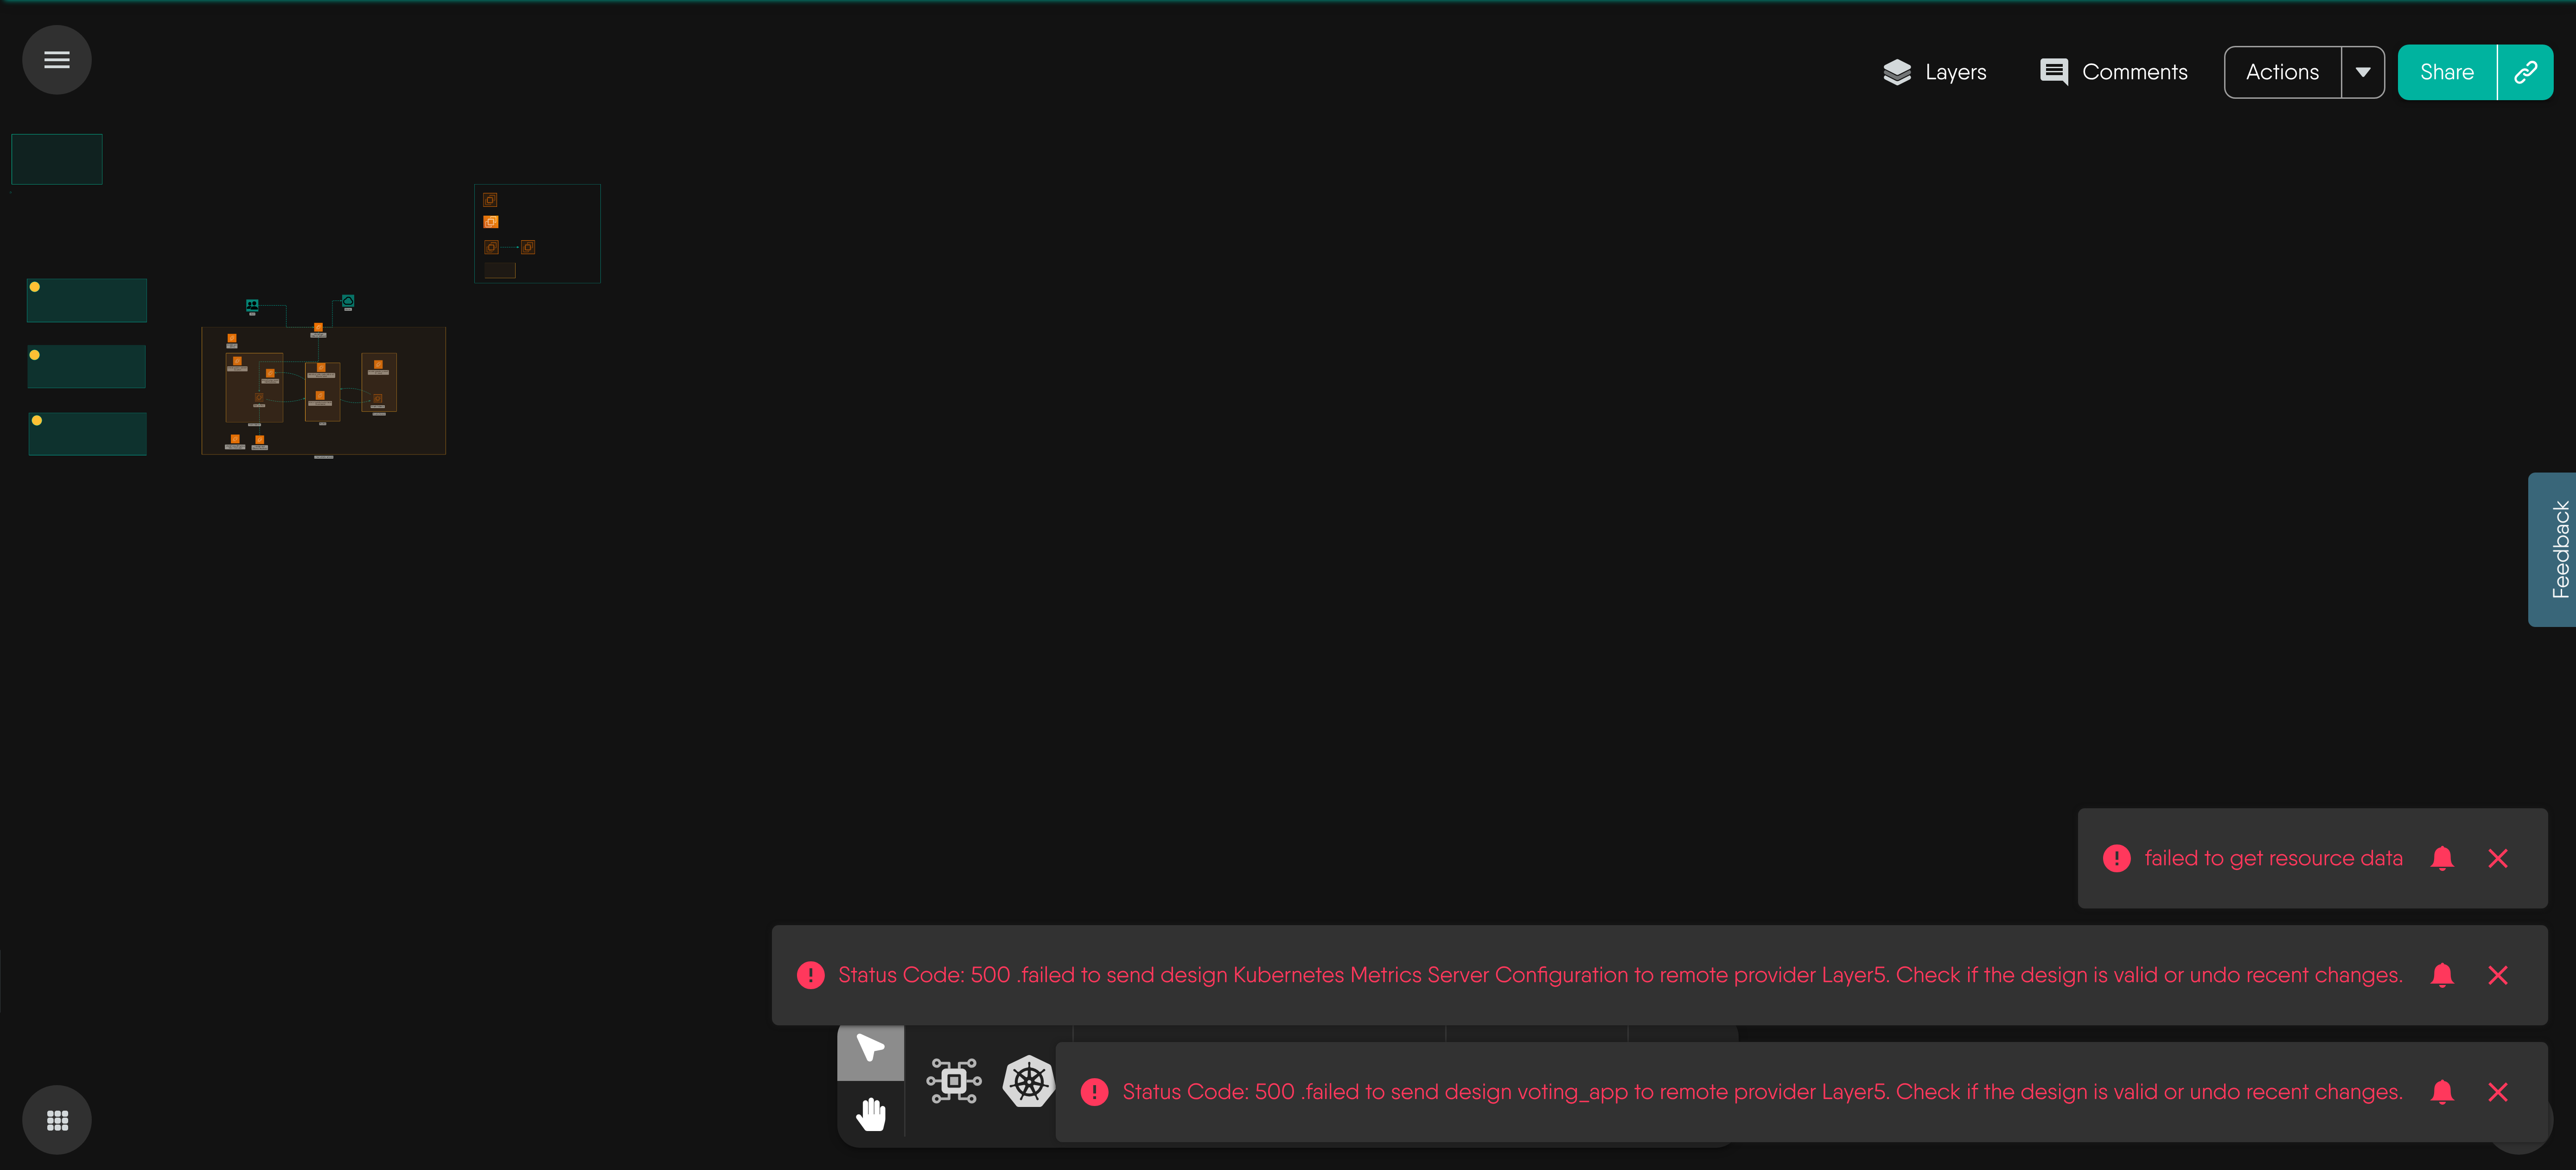 Layers
Comments
Actions
Share
Feedback
failed to get resource data
Status Code: 500 .failed to send design Kubernetes Metrics Server Configuration to remote provider Layer5. Check if the design is valid or undo recent changes.
Status Code: 500 .failed to send design voting_app to remote provider Layer5. Check if the design is valid or undo recent changes.